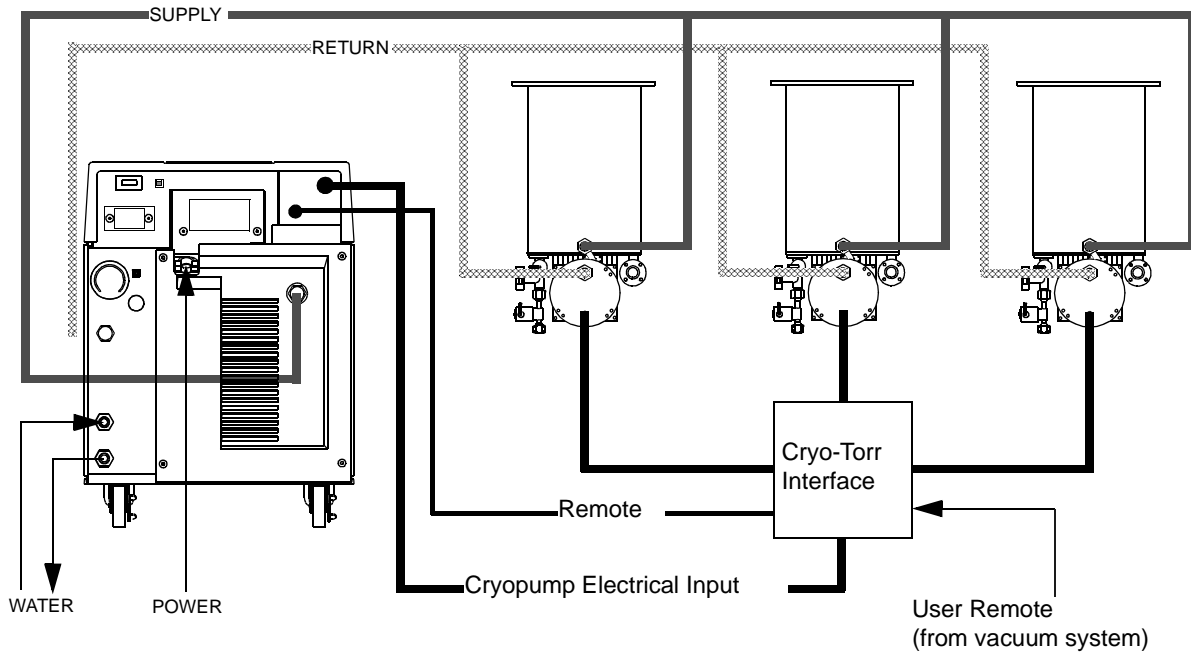 SUPPLY
RETURN
Cryo-Torr
Interface
Remote
Cryopump Electrical Input
WATER
POWER
User Remote
(from vacuum system)